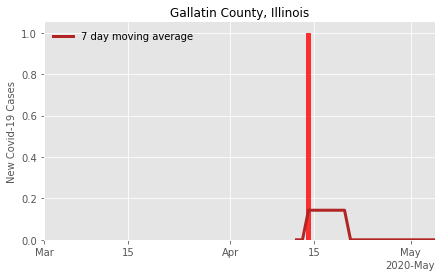 Gallatin County, Illinois
7 day moving average
New Covid-19 Cases
1.0
0.8
0.6
0.4
0.2
0.0
Mar 15 Apr 15 May
2020-May